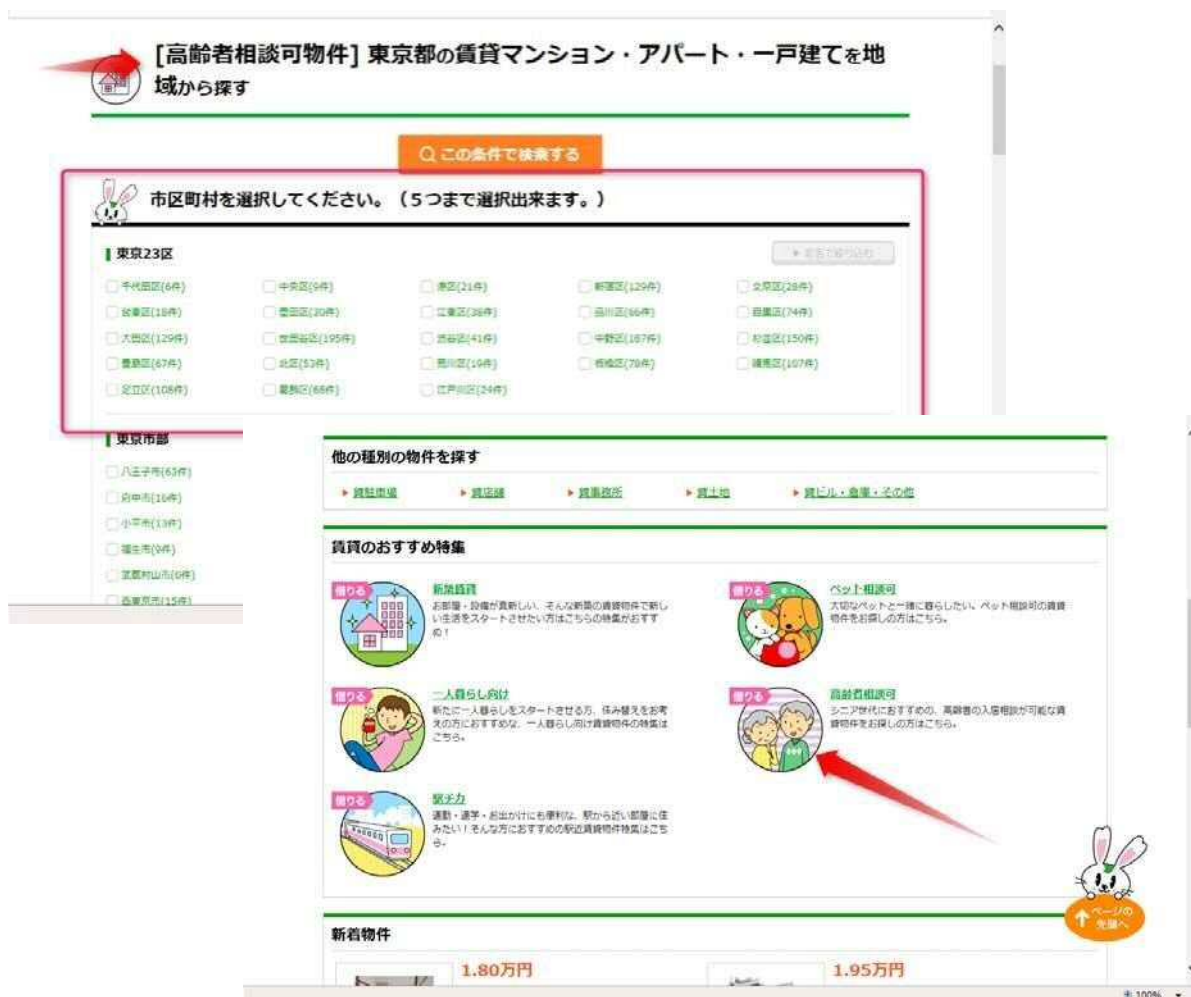 [高齢者相談可物件] 東京都の賃貸マンション・アパート・一戸建てを地
域から探す
この条件で検索する
市区町村を選択してください。（5つまで選択出来ます。）
東京23区
千代田区(6件) 中央区(9件) 港区(21件) 新宿区(129件) 文京区(28件)
台東区(18件) 墨田区(30件) 江東区(38件) 品川区(86件) 目黒区(74件)
大田区(129件) 世田谷区(195件) 渋谷区(41件) 中野区(187件) 杉並区(150件)
豊島区(67件) 北区(53件) 荒川区(19件) 板橋区(78件) 練馬区(107件)
足立区(108件) 葛飾区(68件) 江戸川区(24件)
東京市部
八王子市(63件)
府中市(16件)
小平市(13件)
福生市(9件)
武蔵村山市(6件)
西東京市(15件)
他の種別の物件を探す
貸駐車場 貸店舗 貸事務所 貸土地 貸ビル・倉庫・その他
賃貸のおすすめ特集
借りる
新築賃貸
お部屋・設備が真新しい、そんな新築の賃貸物件で新し
い生活をスタートさせたい方はこちらの特集がおすす
め！
借りる
ペット相談可
大切なペットと一緒に暮らしたい。ペット相談可の賃貸
物件をお探しの方はこちら。
借りる
一人暮らし向け
新たに一人暮らしをスタートさせる方、住み替えをお考
えの方におすすめな、一人暮らし向け賃貸物件の特集は
こちら。
借りる
高齢者相談可
シニア世代におすすめの、高齢者の入居相談が可能な賃
貸物件をお探しの方はこちら。
借りる
駅チカ
通勤・通学・お出かけにも便利な、駅から近い部屋に住
みたい！そんな方におすすめの駅近賃貸物件特集はこち
ら。
ページの
先頭へ
新着物件
1.80万円 1.95万円
100%